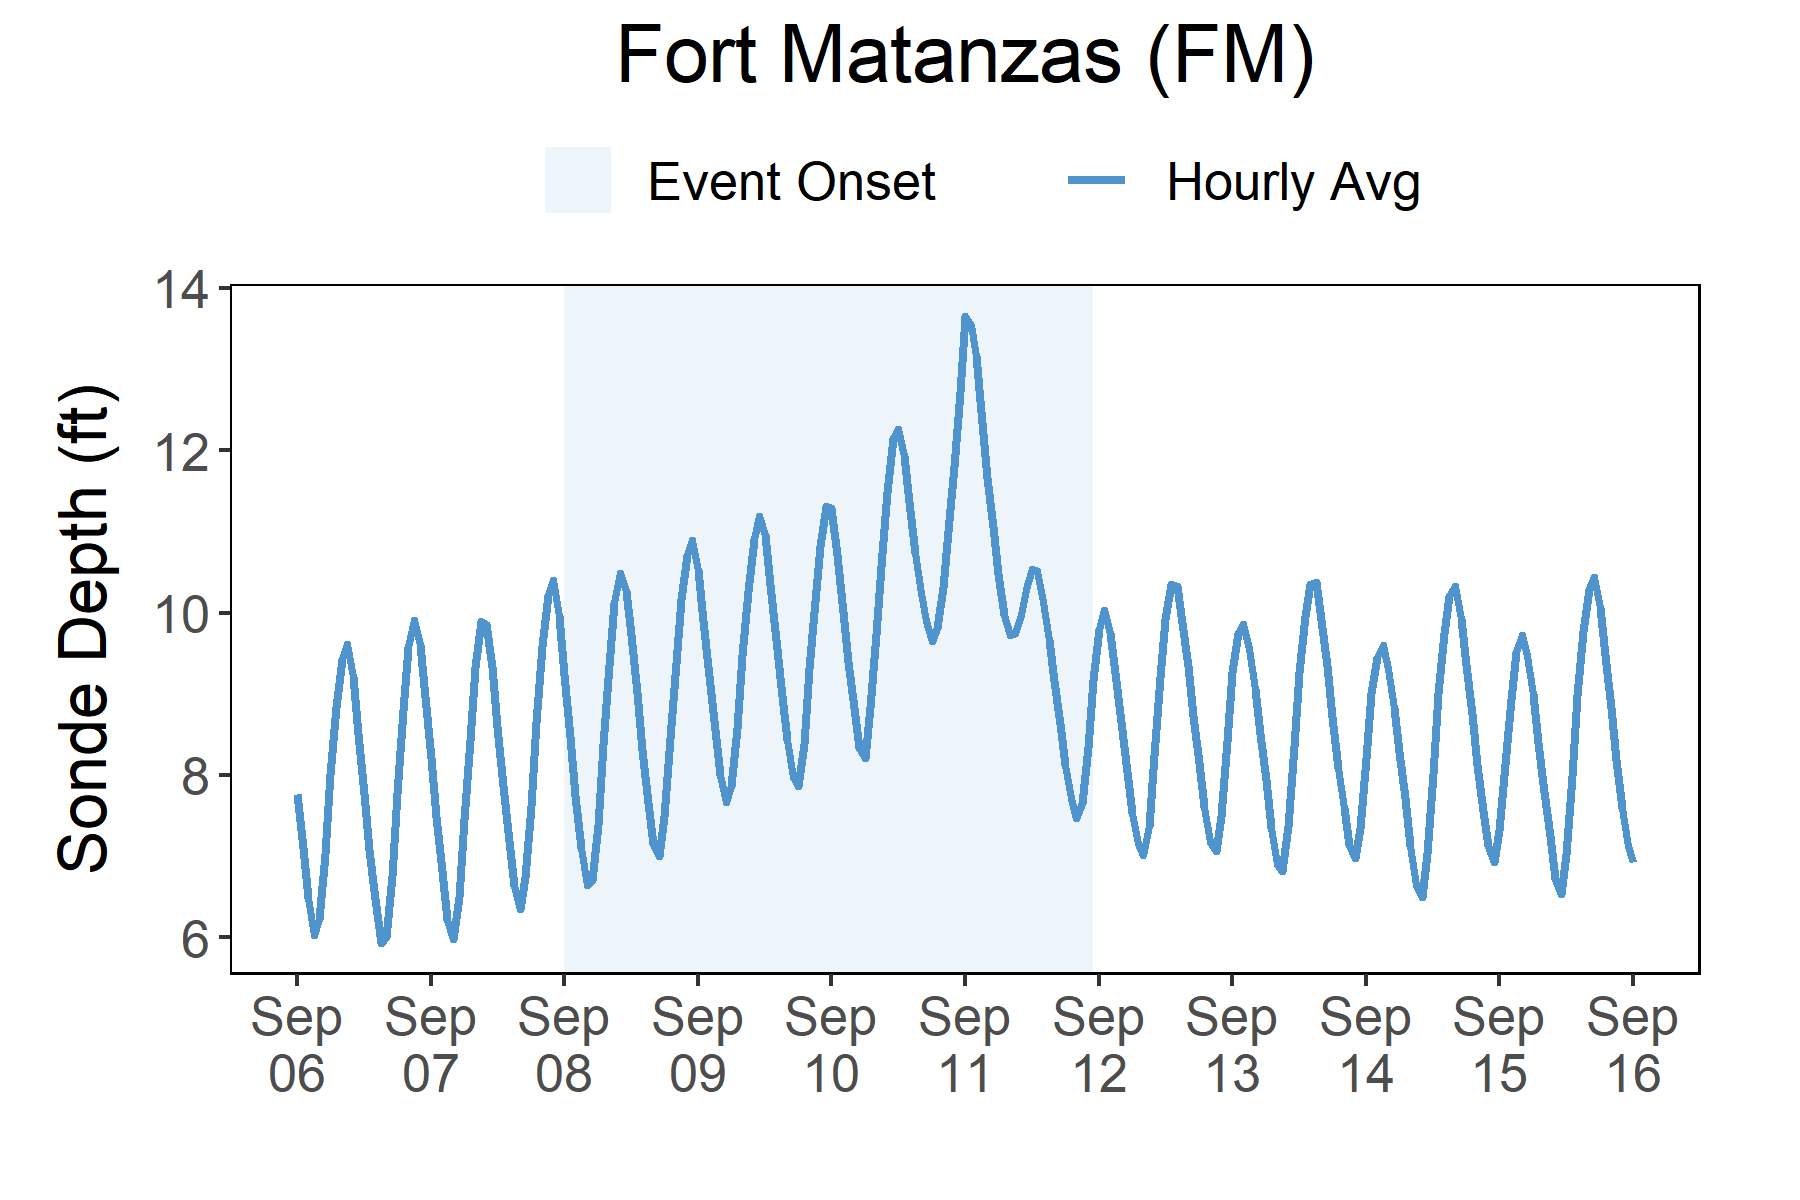 Fort Matanzas (FM)
Event Onset
Hourly Avg
Sonde Depth (ft)
14
12
10
8
6
Sep 06
Sep 07
Sep 08
Sep 09
Sep 10
Sep 11
Sep 12
Sep 13
Sep 14
Sep 15
Sep 16